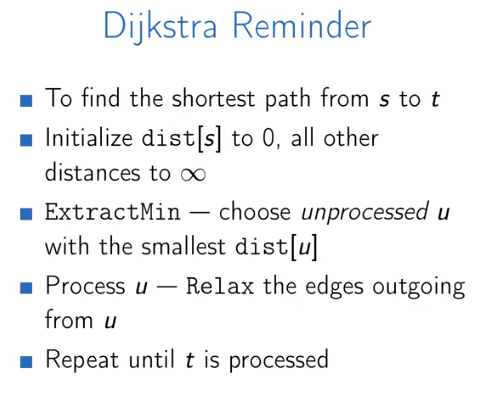 Dijkstra Reminder
■ To find the shortest path from s to t
■ Initialize dist[s] to 0, all other
distances to ∞
■ ExtractMin — choose unprocessed u
with the smallest dist[u]
■ Process u — Relax the edges outgoing
from u
■ Repeat until t is processed